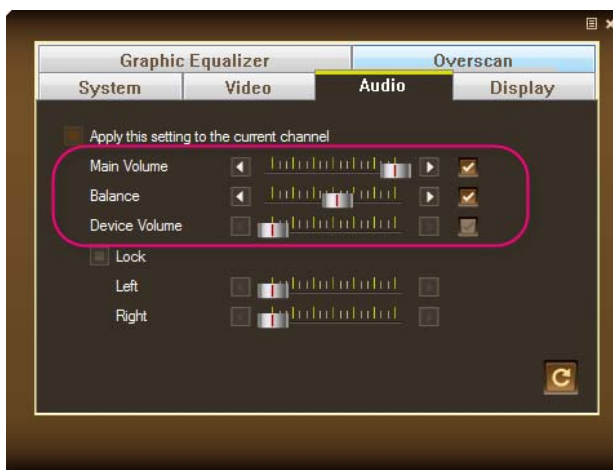 Graphic Equalizer Overscan
System Video Audio Display
Apply this setting to the current channel
Main Volume
Balance
Device Volume
Lock
Left
Right